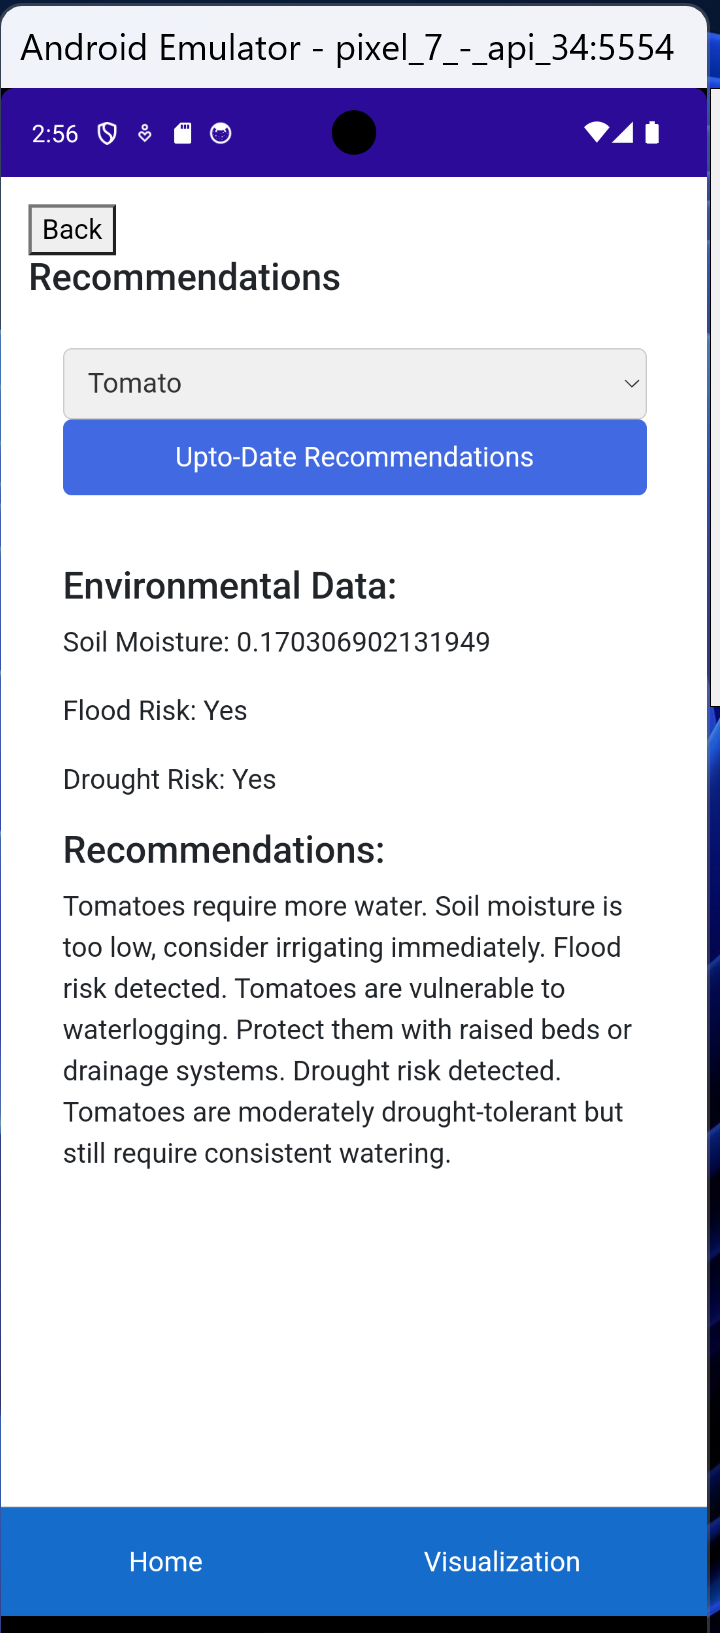 Android Emulator - pixel_7_-_api_34:5554
2:56
Back
Recommendations
Tomato
Upto-Date Recommendations
Environmental Data:
Soil Moisture: 0.170306902131949
Flood Risk: Yes
Drought Risk: Yes
Recommendations:
Tomatoes require more water. Soil moisture is
too low, consider irrigating immediately. Flood
risk detected. Tomatoes are vulnerable to
waterlogging. Protect them with raised beds or
drainage systems. Drought risk detected.
Tomatoes are moderately drought-tolerant but
still require consistent watering.
Home Visualization